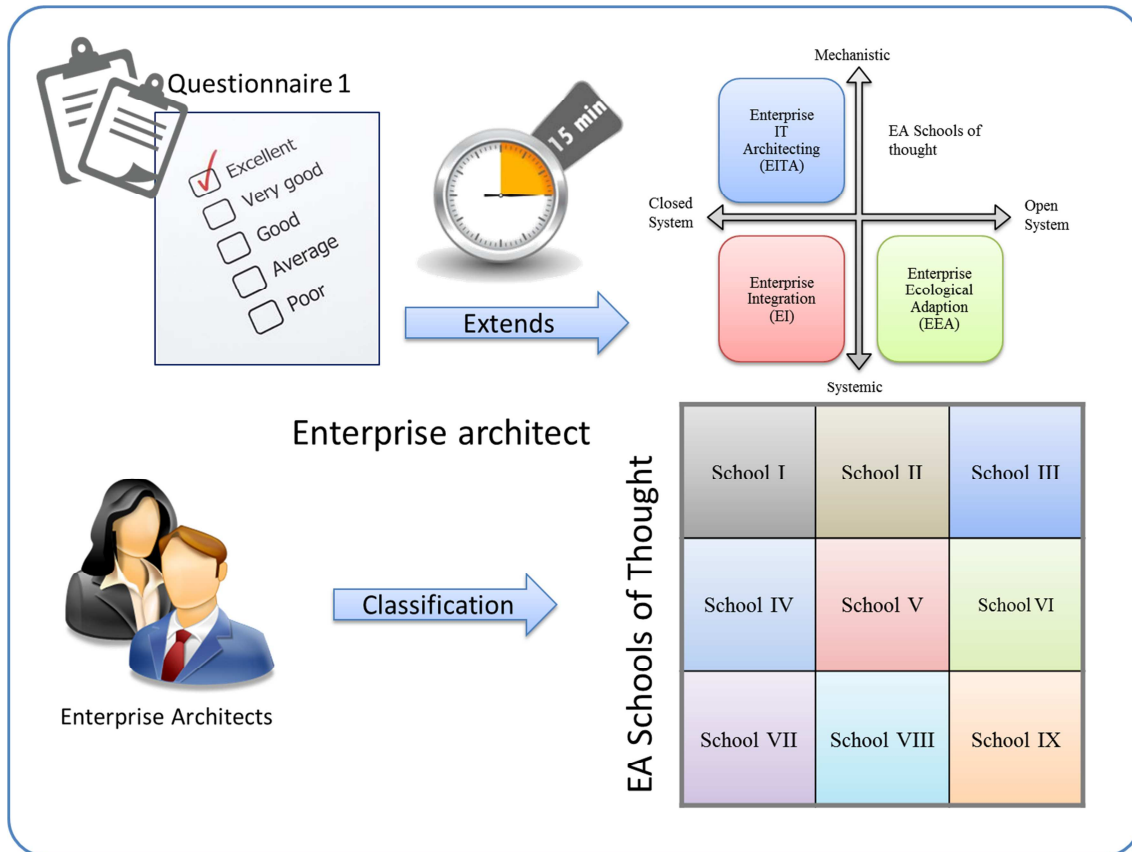 Questionnaire 1
Excellent
Very good
Good
Average
Poor
15 min
Extends
Mechanistic
Enterprise
IT
Architecting
(EITA)
EA Schools of
thought
Closed
System
Open
System
Enterprise
Integration
(EI)
Enterprise
Ecological
Adaption
(EEA)
Systemic
Enterprise architect
Enterprise Architects
Classification
EA Schools of Thought
School I
School II
School III
School IV
School V
School VI
School VII
School VIII
School IX